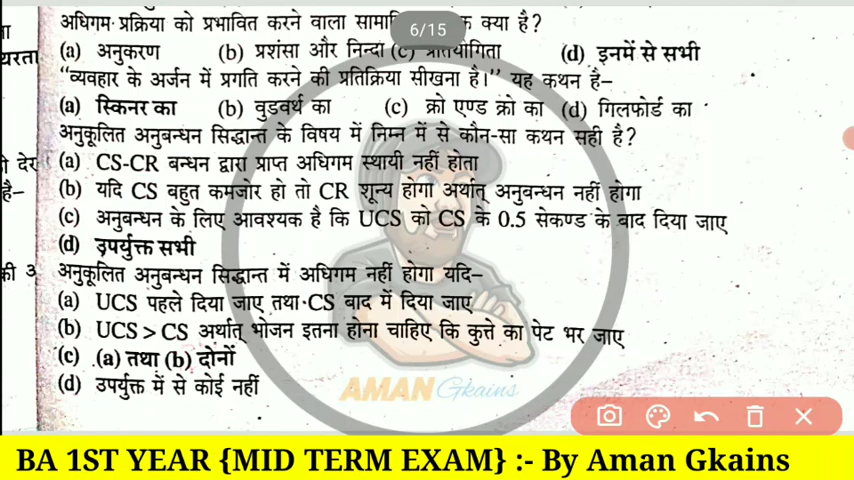 अधिगम प्रक्रिया को प्रभावित करने वाला क्या है?
6/15
(a) अनुकरण (b) प्रशंसा और निन्दा (c) प्रतियोगिता (d) इनमें से सभी
"व्यवहार के अर्जन में प्रगति करने की प्रतिक्रिया सीखना है।" यह कथन है–
(a) स्किनर का (b) वुडवर्थ का (c) क्रो एण्ड क्रो का (d) गिलफोर्ड का
अनुकूलित अनुबन्धन सिद्धान्त के विषय में निम्न में से कौन-सा कथन सही है?
(a) CS-CR बन्धन द्वारा प्राप्त अधिगम स्थायी नहीं होता
(b) यदि CS बहुत कमजोर हो तो CR शून्य होगा अर्थात् अनुबन्धन नहीं होगा
(c) अनुबन्धन के लिए आवश्यक है कि UCS को CS के 0.5 सेकण्ड के बाद दिया जाए
(d) उपर्युक्त सभी
अनुकूलित अनुबन्धन सिद्धान्त में अधिगम नहीं होगा यदि–
(a) UCS पहले दिया जाए तथा CS बाद में दिया जाए
(b) UCS > CS अर्थात् भोजन इतना होना चाहिए कि कुत्ते का पेट भर जाए
(c) (a) तथा (b) दोनों
(d) उपर्युक्त में से कोई नहीं
AMAN Gkains
BA 1ST YEAR {MID TERM EXAM} :- By Aman Gkains